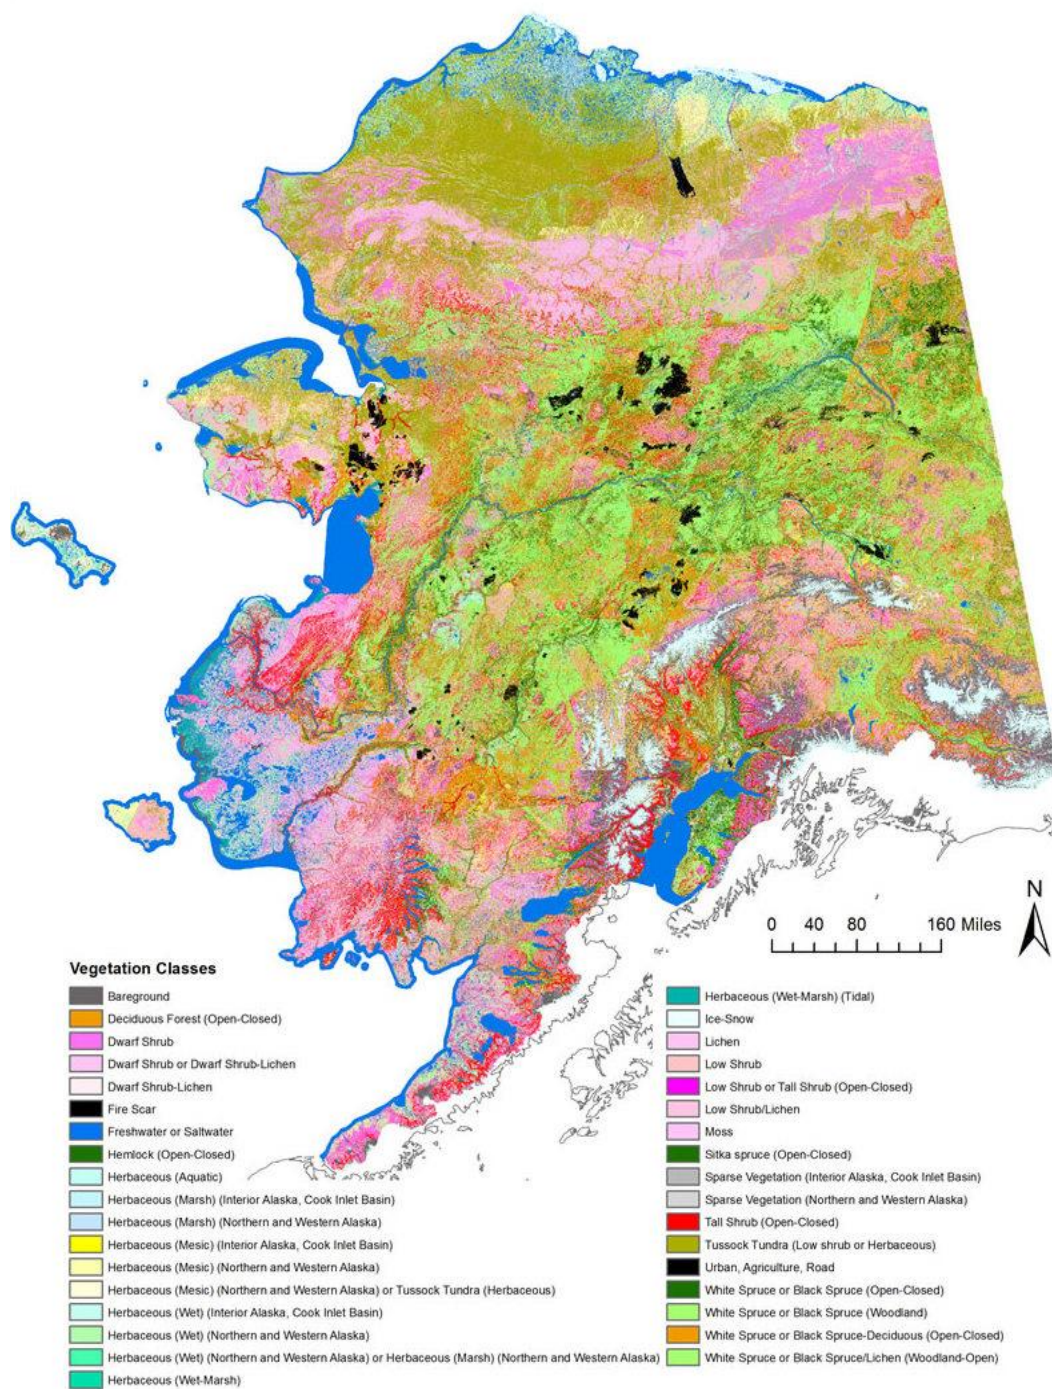 N
0 40 80 160 Miles
Vegetation Classes
Bareground
Deciduous Forest (Open-Closed)
Dwarf Shrub
Dwarf Shrub or Dwarf Shrub-Lichen
Dwarf Shrub-Lichen
Fire Scar
Freshwater or Saltwater
Hemlock (Open-Closed)
Herbaceous (Aquatic)
Herbaceous (Marsh) (Interior Alaska, Cook Inlet Basin)
Herbaceous (Marsh) (Northern and Western Alaska)
Herbaceous (Mesic) (Interior Alaska, Cook Inlet Basin)
Herbaceous (Mesic) (Northern and Western Alaska)
Herbaceous (Mesic) (Northern and Western Alaska) or Tussock Tundra (Herbaceous)
Herbaceous (Wet) (Interior Alaska, Cook Inlet Basin)
Herbaceous (Wet) (Northern and Western Alaska)
Herbaceous (Wet) (Northern and Western Alaska) or Herbaceous (Marsh) (Northern and Western Alaska)
Herbaceous (Wet-Marsh)
Herbaceous (Wet-Marsh) (Tidal)
Ice-Snow
Lichen
Low Shrub
Low Shrub or Tall Shrub (Open-Closed)
Low Shrub/Lichen
Moss
Sitka spruce (Open-Closed)
Sparse Vegetation (Interior Alaska, Cook Inlet Basin)
Sparse Vegetation (Northern and Western Alaska)
Tall Shrub (Open-Closed)
Tussock Tundra (Low shrub or Herbaceous)
Urban, Agriculture, Road
White Spruce or Black Spruce (Open-Closed)
White Spruce or Black Spruce (Woodland)
White Spruce or Black Spruce-Deciduous (Open-Closed)
White Spruce or Black Spruce/Lichen (Woodland-Open)